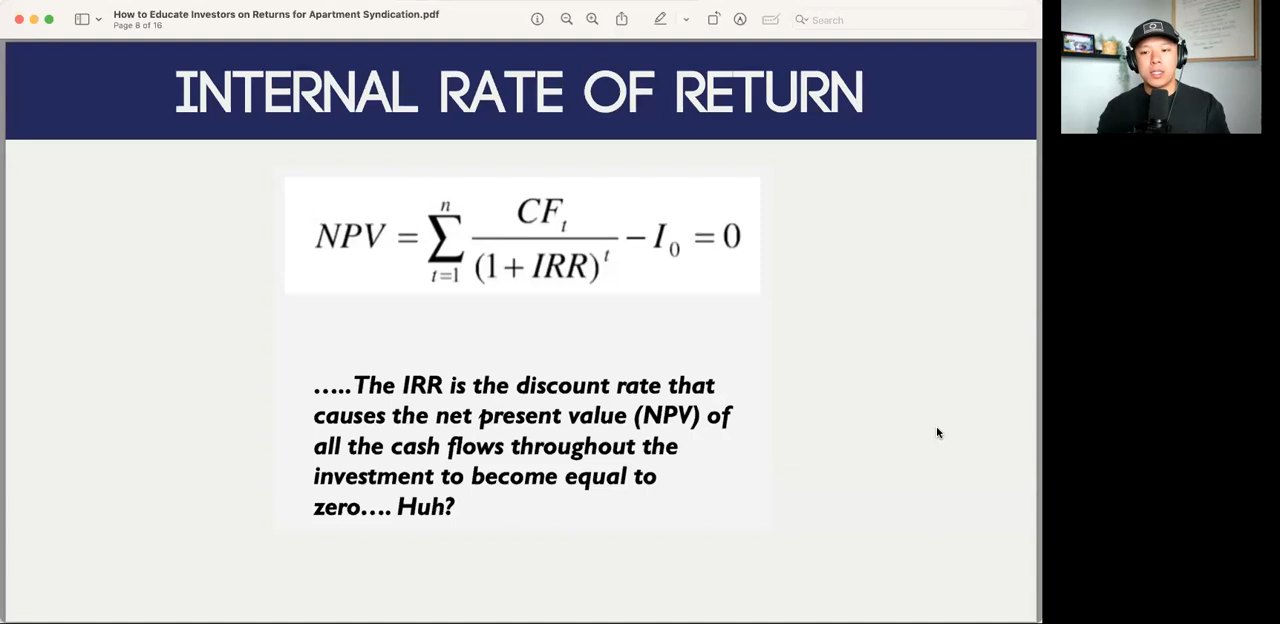 How to Educate Investors on Returns for Apartment Syndication.pdf
Page 8 of 16
Search
INTERNAL RATE OF RETURN
NPV = \sum_{t=1}^{n} \frac{CF_t}{(1 + IRR)^t} - I_0 = 0
.....The IRR is the discount rate that
causes the net present value (NPV) of
all the cash flows throughout the
investment to become equal to
zero.... Huh?